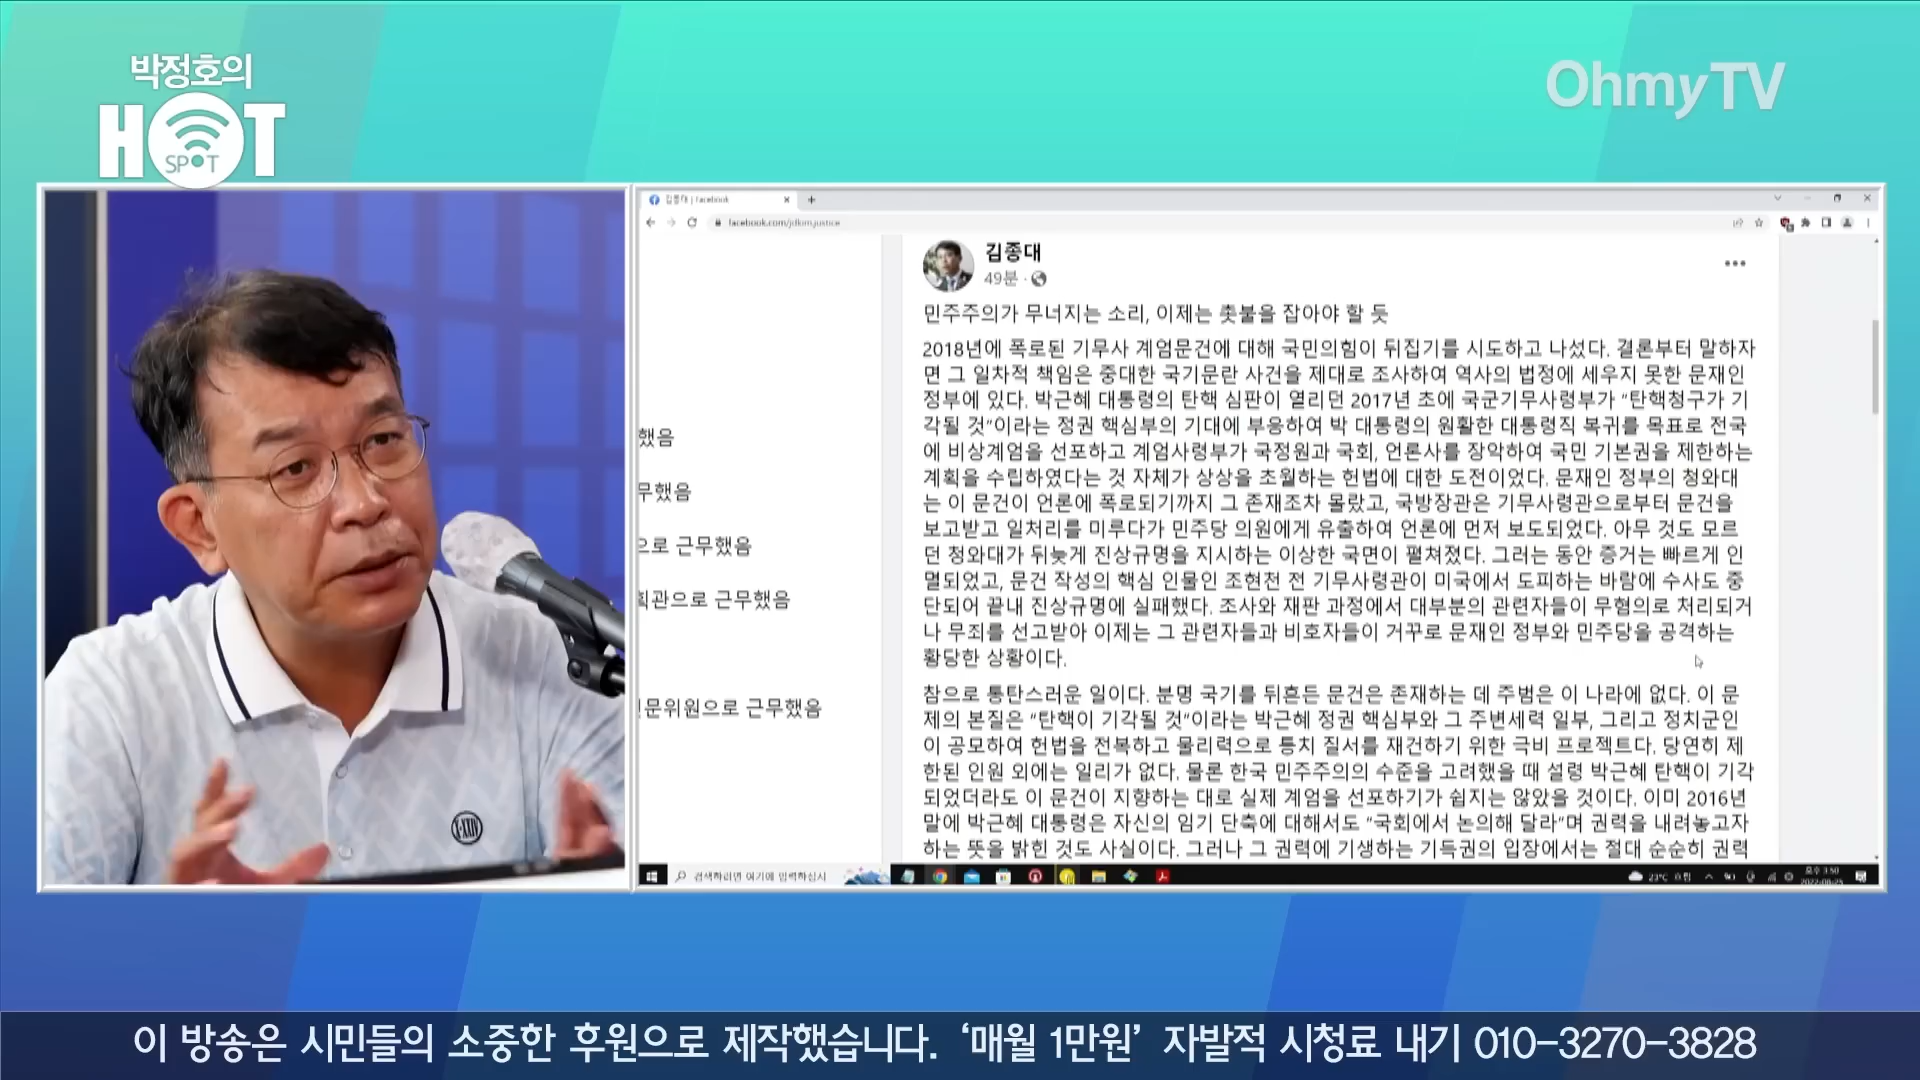 박정호의
HOT
SPOT
OhmyTV
김종대 | Facebook
facebook.com/jdkimjustice
김종대
49분
민주주의가 무너지는 소리, 이제는 촛불을 잡아야 할 듯
2018년에 폭로된 기무사 계엄문건에 대해 국민의힘이 뒤집기를 시도하고 나섰다. 결론부터 말하자
면 그 일차적 책임은 중대한 국기문란 사건을 제대로 조사하여 역사의 법정에 세우지 못한 문재인
정부에 있다. 박근혜 대통령의 탄핵 심판이 열리던 2017년 초에 국군기무사령부가 "탄핵청구가 기
각될 것"이라는 정권 핵심부의 기대에 부응하여 박 대통령의 원활한 대통령직 복귀를 목표로 전국
에 비상계엄을 선포하고 계엄사령부가 국정원과 국회, 언론사를 장악하여 국민 기본권을 제한하는
계획을 수립하였다는 것 자체가 상상을 초월하는 헌법에 대한 도전이었다. 문재인 정부의 청와대
는 이 문건이 언론에 폭로되기까지 그 존재조차 몰랐고, 국방장관은 기무사령관으로부터 문건을
보고받고 일처리를 미루다가 민주당 의원에게 유출하여 언론에 먼저 보도되었다. 아무 것도 모르
던 청와대가 뒤늦게 진상규명을 지시하는 이상한 국면이 펼쳐졌다. 그러는 동안 증거는 빠르게 인
멸되었고, 문건 작성의 핵심 인물인 조현천 전 기무사령관이 미국에서 도피하는 바람에 수사도 중
단되어 끝내 진상규명에 실패했다. 조사와 재판 과정에서 대부분의 관련자들이 무혐의로 처리되거
나 무죄를 선고받아 이제는 그 관련자들과 비호자들이 거꾸로 문재인 정부와 민주당을 공격하는
황당한 상황이다.
참으로 통탄스러운 일이다. 분명 국기를 뒤흔든 문건은 존재하는 데 주범은 이 나라에 없다. 이 문
제의 본질은 "탄핵이 기각될 것"이라는 박근혜 정권 핵심부와 그 주변세력 일부, 그리고 정치군인
이 공모하여 헌법을 전복하고 물리력으로 통치 질서를 재건하기 위한 극비 프로젝트다. 당연히 제
한된 인원 외에는 일리가 없다. 물론 한국 민주주의의 수준을 고려했을 때 설령 박근혜 탄핵이 기각
되었더라도 이 문건이 지향하는 대로 실제 계엄을 선포하기가 쉽지는 않았을 것이다. 이미 2016년
말에 박근혜 대통령은 자신의 임기 단축에 대해서도 "국회에서 논의해 달라"며 권력을 내려놓고자
하는 뜻을 밝힌 것도 사실이다. 그러나 그 권력에 기생하는 기득권의 입장에서는 절대 순순히 권력
했음
무했음
으로 근무했음
관으로 근무했음
문위원으로 근무했음
검색하려면 여기에 입력하십시
23°C 흐림
오후 3:50
2022-08-25
X·XXIV
이 방송은 시민들의 소중한 후원으로 제작했습니다. ‘매월 1만원’ 자발적 시청료 내기 010-3270-3828